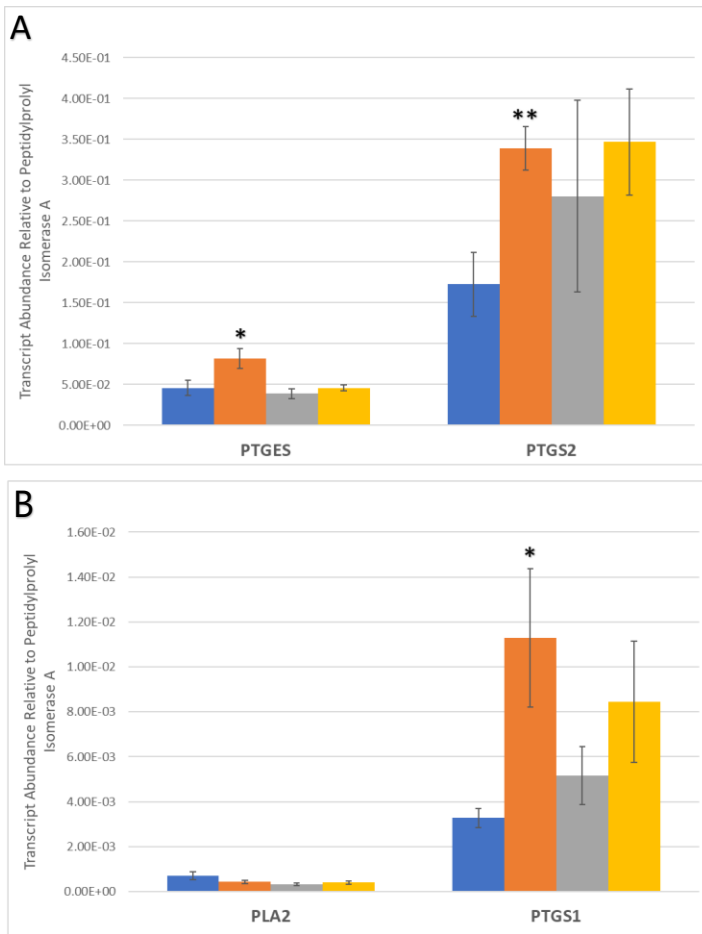 A
Transcript Abundance Relative to Peptidylprolyl
Isomerase A
4.50E-01
4.00E-01
3.50E-01
3.00E-01
2.50E-01
2.00E-01
1.50E-01
1.00E-01
5.00E-02
0.00E+00
*
**
PTGES
PTGS2
B
Transcript Abundance Relative to Peptidylprolyl
Isomerase A
1.60E-02
1.40E-02
1.20E-02
1.00E-02
8.00E-03
6.00E-03
4.00E-03
2.00E-03
0.00E+00
*
PLA2
PTGS1